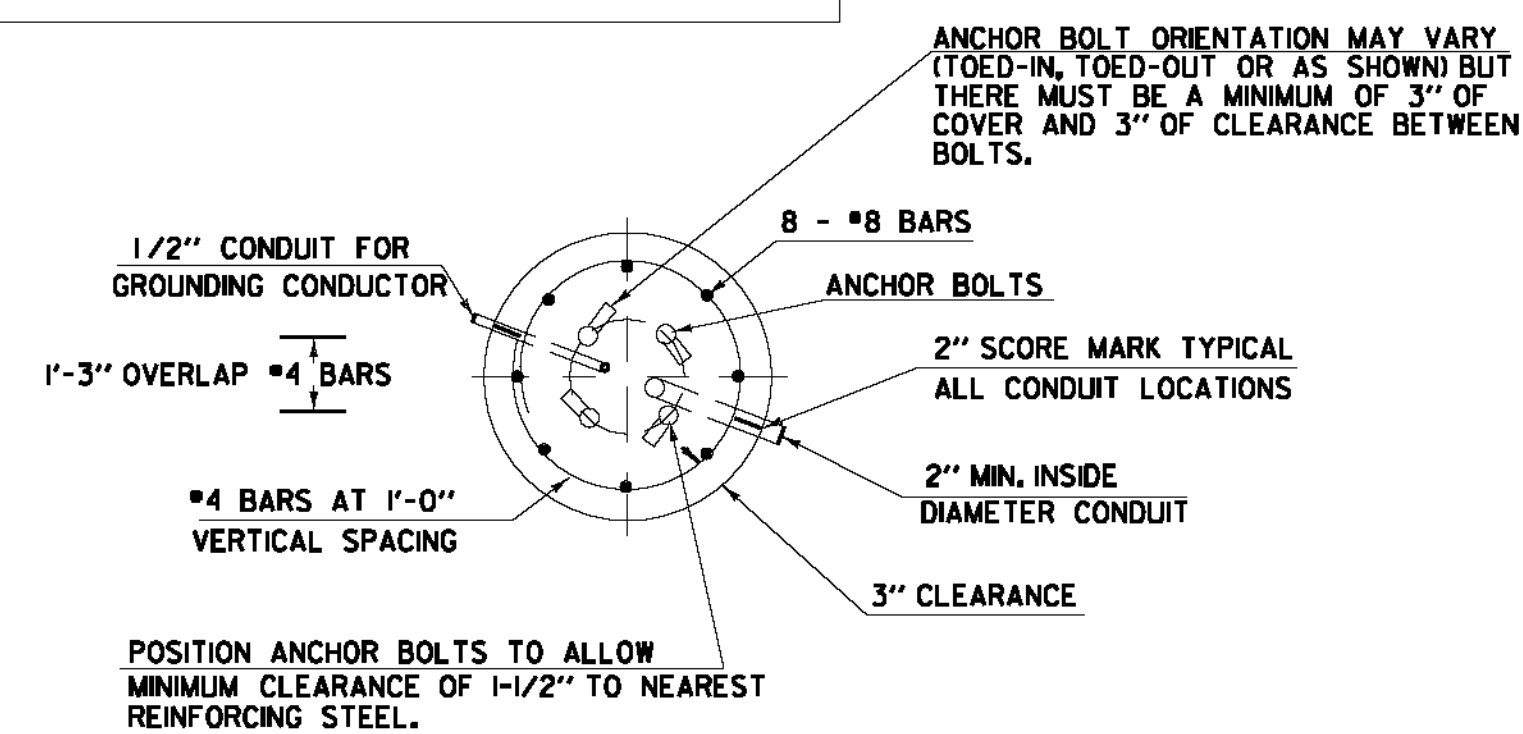 ANCHOR BOLT ORIENTATION MAY VARY
(TOED-IN, TOED-OUT OR AS SHOWN) BUT
THERE MUST BE A MINIMUM OF 3" OF
COVER AND 3" OF CLEARANCE BETWEEN
BOLTS.
8 - #8 BARS
1/2" CONDUIT FOR
GROUNDING CONDUCTOR
ANCHOR BOLTS
2" SCORE MARK TYPICAL
ALL CONDUIT LOCATIONS
1'-3" OVERLAP #4 BARS
2" MIN. INSIDE
DIAMETER CONDUIT
#4 BARS AT 1'-0"
VERTICAL SPACING
3" CLEARANCE
POSITION ANCHOR BOLTS TO ALLOW
MINIMUM CLEARANCE OF 1-1/2" TO NEAREST
REINFORCING STEEL.